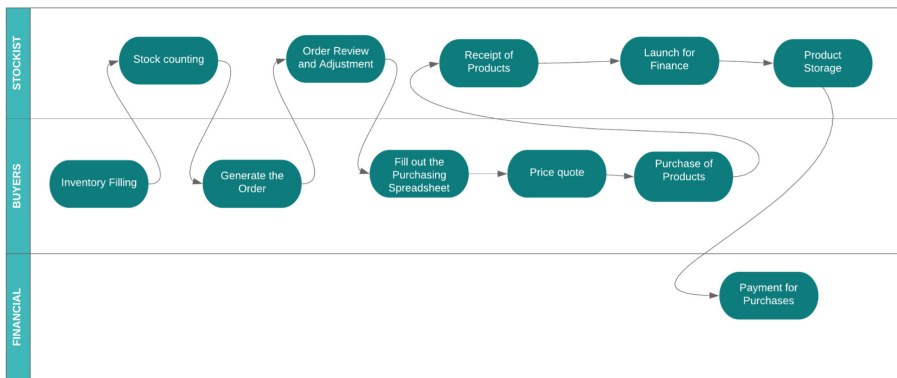 STOCKIST
Stock counting
Order Review
and Adjustment
Receipt of
Products
Launch for
Finance
Product
Storage
BUYERS
Inventory Filling
Generate the
Order
Fill out the
Purchasing
Spreadsheet
Price quote
Purchase of
Products
FINANCIAL
Payment for
Purchases